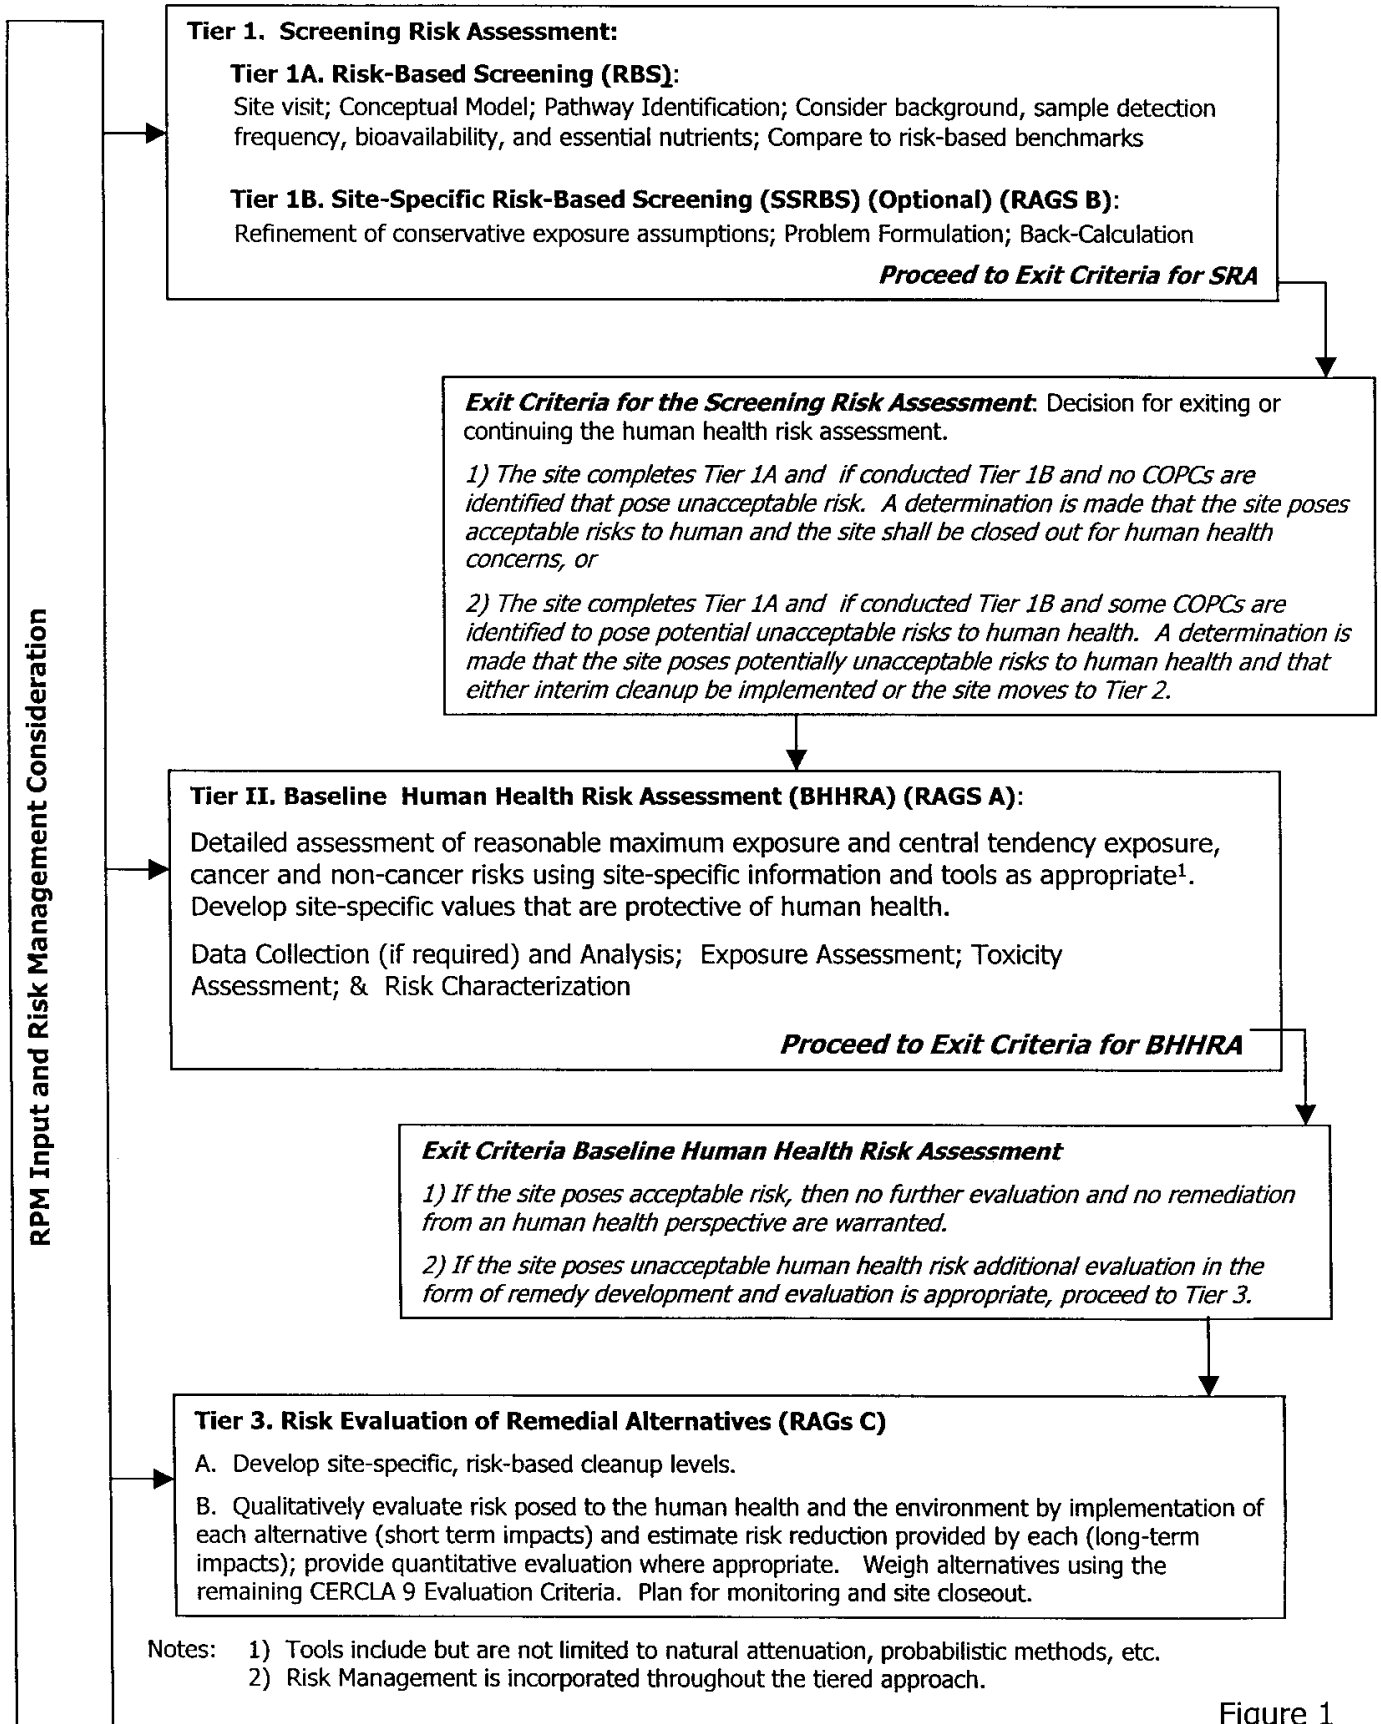 Tier 1. Screening Risk Assessment:
Tier 1A. Risk-Based Screening (RBS):
Site visit; Conceptual Model; Pathway Identification; Consider background, sample detection
frequency, bioavailability, and essential nutrients; Compare to risk-based benchmarks
Tier 1B. Site-Specific Risk-Based Screening (SSRBS) (Optional) (RAGS B):
Refinement of conservative exposure assumptions; Problem Formulation; Back-Calculation
Proceed to Exit Criteria for SRA
Exit Criteria for the Screening Risk Assessment: Decision for exiting or
continuing the human health risk assessment.
1) The site completes Tier 1A and if conducted Tier 1B and no COPCs are
identified that pose unacceptable risk. A determination is made that the site poses
acceptable risks to human and the site shall be closed out for human health
concerns, or
2) The site completes Tier 1A and if conducted Tier 1B and some COPCs are
identified to pose potential unacceptable risks to human health. A determination is
made that the site poses potentially unacceptable risks to human health and that
either interim cleanup be implemented or the site moves to Tier 2.
RPM Input and Risk Management Consideration
Tier II. Baseline Human Health Risk Assessment (BHHRA) (RAGS A):
Detailed assessment of reasonable maximum exposure and central tendency exposure,
cancer and non-cancer risks using site-specific information and tools as appropriate¹.
Develop site-specific values that are protective of human health.
Data Collection (if required) and Analysis; Exposure Assessment; Toxicity
Assessment; & Risk Characterization
Proceed to Exit Criteria for BHHRA
Exit Criteria Baseline Human Health Risk Assessment
1) If the site poses acceptable risk, then no further evaluation and no remediation
from an human health perspective are warranted.
2) If the site poses unacceptable human health risk additional evaluation in the
form of remedy development and evaluation is appropriate, proceed to Tier 3.
Tier 3. Risk Evaluation of Remedial Alternatives (RAGs C)
A. Develop site-specific, risk-based cleanup levels.
B. Qualitatively evaluate risk posed to the human health and the environment by implementation of
each alternative (short term impacts) and estimate risk reduction provided by each (long-term
impacts); provide quantitative evaluation where appropriate. Weigh alternatives using the
remaining CERCLA 9 Evaluation Criteria. Plan for monitoring and site closeout.
Notes: 1) Tools include but are not limited to natural attenuation, probabilistic methods, etc.
2) Risk Management is incorporated throughout the tiered approach.
Figure 1